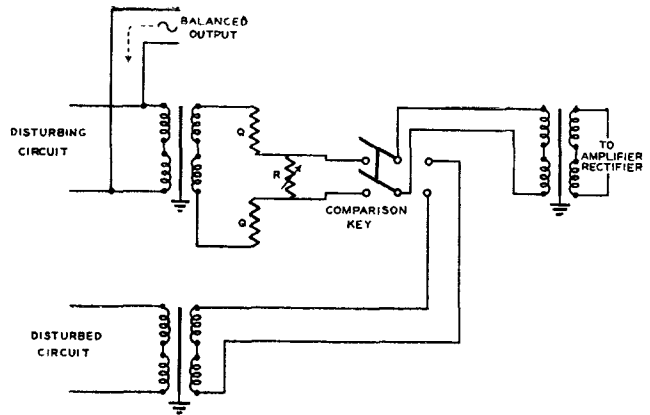 BALANCED
OUTPUT
DISTURBING
CIRCUIT
Q
R
Q
COMPARISON
KEY
TO
AMPLIFIER
RECTIFIER
DISTURBED
CIRCUIT